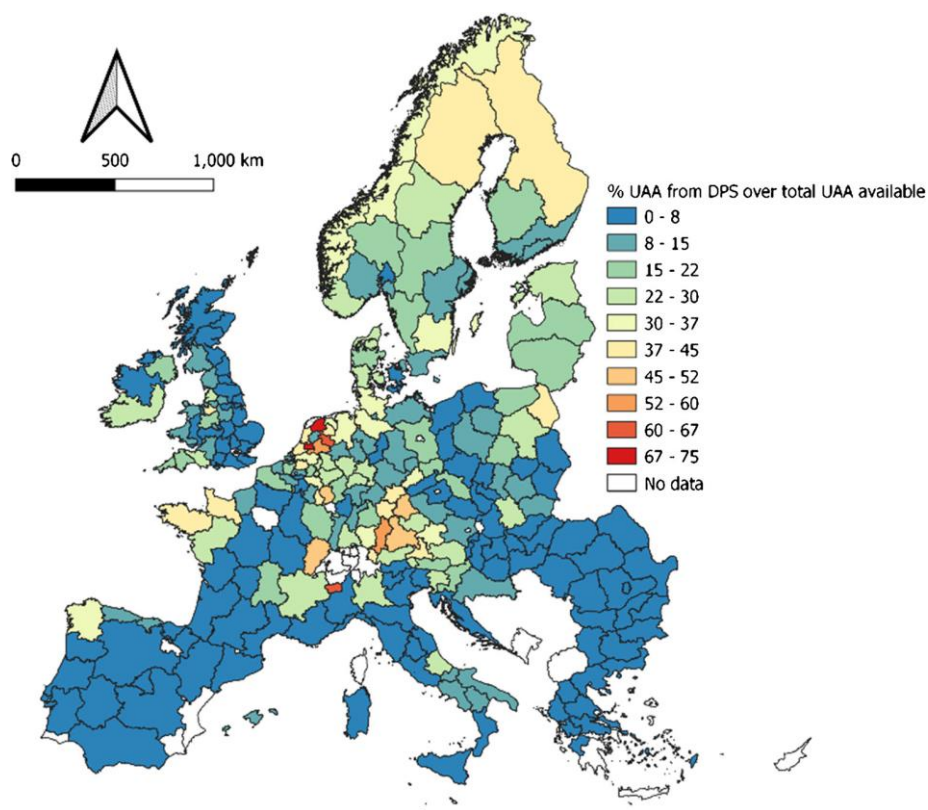 0 500 1,000 km
% UAA from DPS over total UAA available
0 - 8
8 - 15
15 - 22
22 - 30
30 - 37
37 - 45
45 - 52
52 - 60
60 - 67
67 - 75
No data